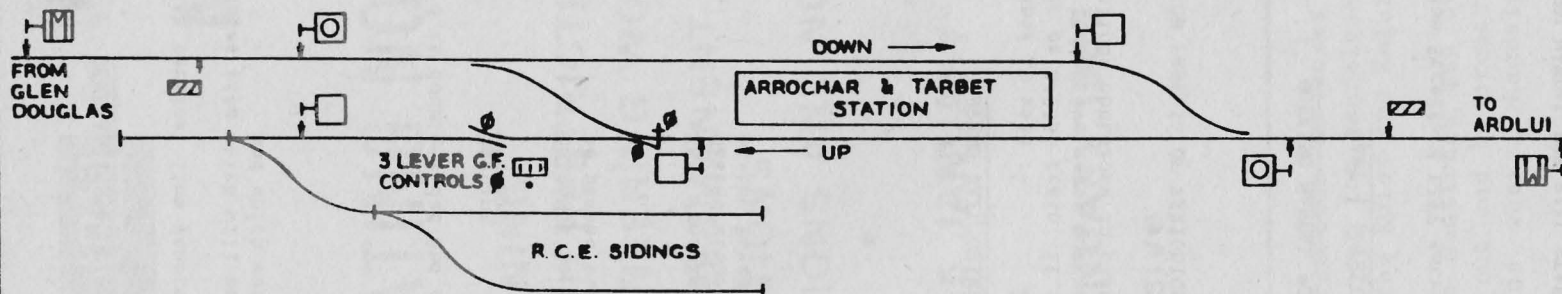 DOWN
FROM
GLEN
DOUGLAS
ARROCHAR & TARBET
STATION
TO
ARDLUI
UP
3 LEVER G.F.
CONTROLS Ø
Ø
Ø
Ø
R.C.E. SIDINGS